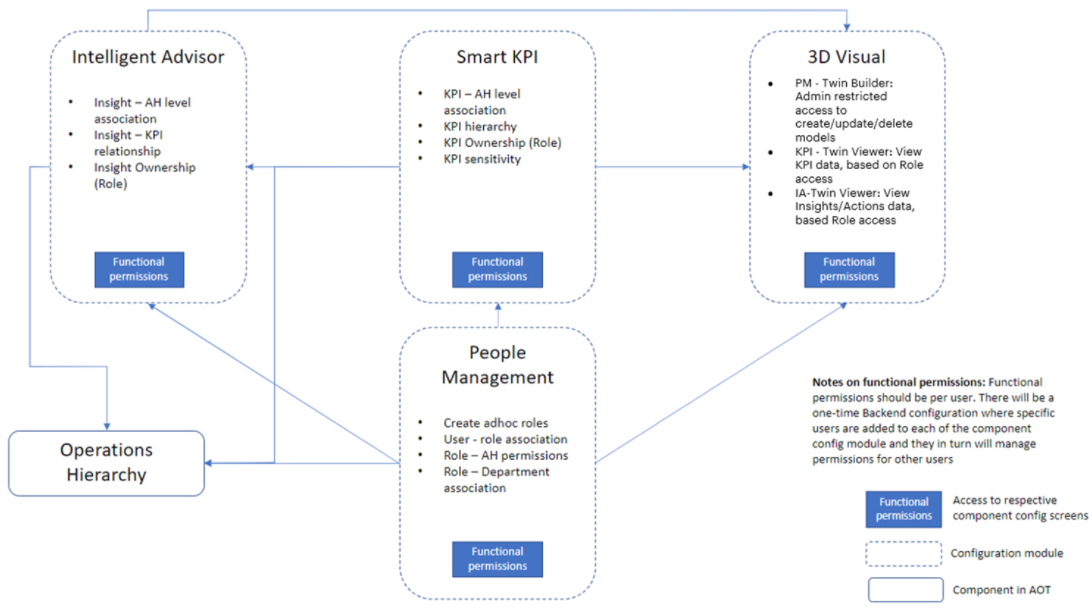 Intelligent Advisor
• Insight – AH level
association
• Insight – KPI
relationship
• Insight Ownership
(Role)
Functional
permissions
Smart KPI
• KPI – AH level
association
• KPI hierarchy
• KPI Ownership (Role)
• KPI sensitivity
Functional
permissions
3D Visual
• PM - Twin Builder:
Admin restricted
access to
create/update/delete
models
• KPI - Twin Viewer: View
KPI data, based on Role
access
• IA-Twin Viewer: View
Insights/Actions data,
based Role access
Functional
permissions
People
Management
• Create adhoc roles
• User - role association
• Role – AH permissions
• Role – Department
association
Functional
permissions
Operations
Hierarchy
Notes on functional permissions: Functional
permissions should be per user. There will be a
one-time Backend configuration where specific
users are added to each of the component
config module and they in turn will manage
permissions for other users
Functional
permissions
Access to respective
component config screens
Configuration module
Component in AOT